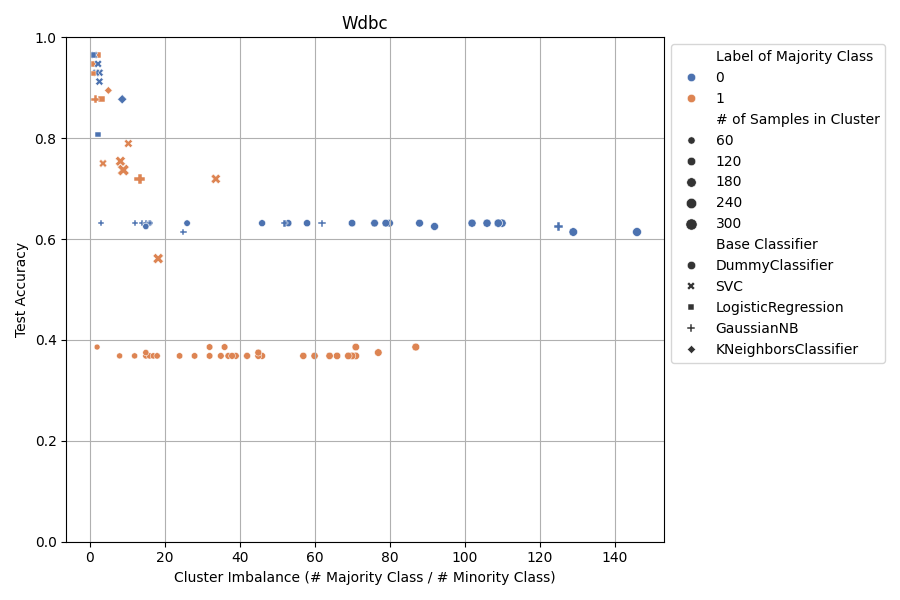 Wdbc
Test Accuracy
1.0
0.8
0.6
0.4
0.2
0.0
0 20 40 60 80 100 120 140
Cluster Imbalance (# Majority Class / # Minority Class)
Label of Majority Class
0
1
# of Samples in Cluster
60
120
180
240
300
Base Classifier
DummyClassifier
SVC
LogisticRegression
GaussianNB
KNeighborsClassifier